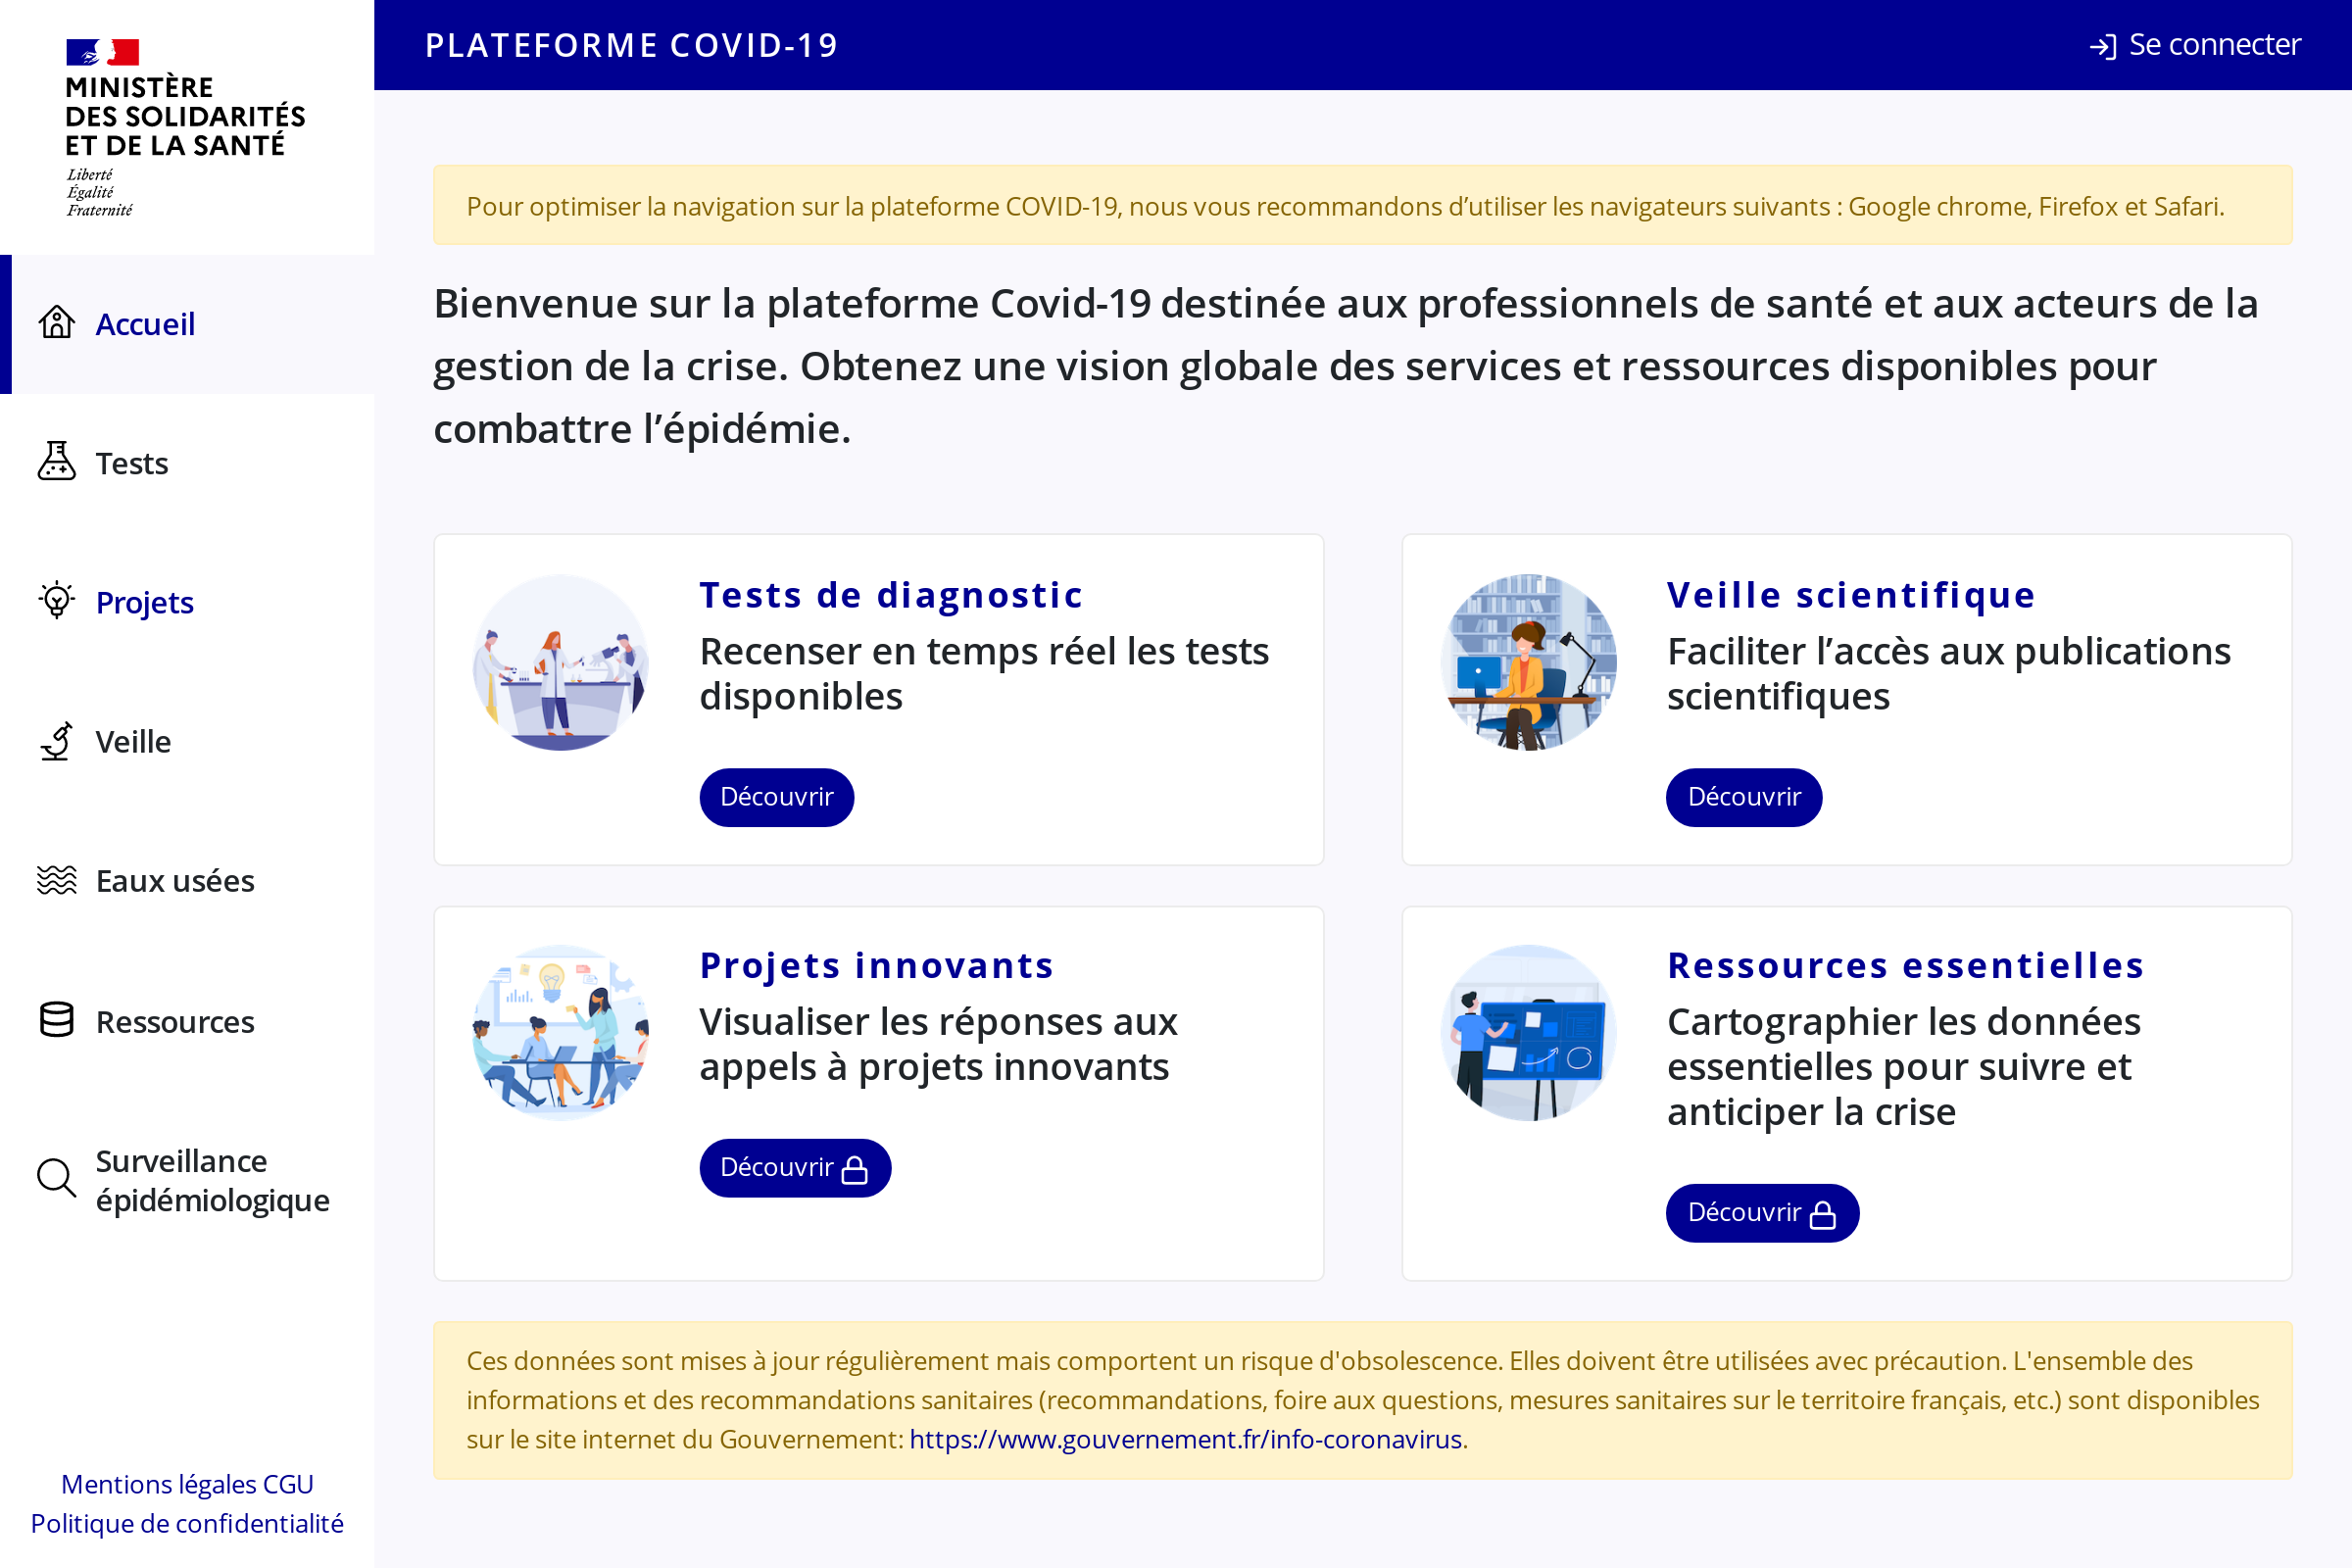 MINISTÈRE
DES SOLIDARITÉS
ET DE LA SANTÉ
Liberté
Égalité
Fraternité
PLATEFORME COVID-19
Se connecter
Accueil
Tests
Projets
Veille
Eaux usées
Ressources
Surveillance
épidémiologique
Mentions légales CGU
Politique de confidentialité
Pour optimiser la navigation sur la plateforme COVID-19, nous vous recommandons d’utiliser les navigateurs suivants : Google chrome, Firefox et Safari.
Bienvenue sur la plateforme Covid-19 destinée aux professionnels de santé et aux acteurs de la
gestion de la crise. Obtenez une vision globale des services et ressources disponibles pour
combattre l’épidémie.
Tests de diagnostic
Recenser en temps réel les tests
disponibles
Découvrir
Veille scientifique
Faciliter l’accès aux publications
scientifiques
Découvrir
Projets innovants
Visualiser les réponses aux
appels à projets innovants
Découvrir
Ressources essentielles
Cartographier les données
essentielles pour suivre et
anticiper la crise
Découvrir
Ces données sont mises à jour régulièrement mais comportent un risque d'obsolescence. Elles doivent être utilisées avec précaution. L'ensemble des
informations et des recommandations sanitaires (recommandations, foire aux questions, mesures sanitaires sur le territoire français, etc.) sont disponibles
sur le site internet du Gouvernement: https://www.gouvernement.fr/info-coronavirus.